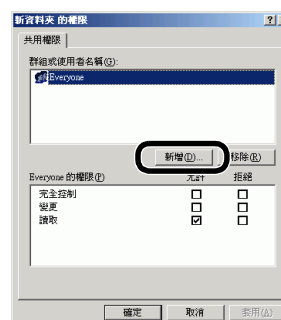 新資料夾 的權限
共用權限
群組或使用者名稱(G):
Everyone
新增(D)...
移除(R)
Everyone 的權限(P)
允許
拒絕
完全控制
變更
讀取
確定
取消
套用(A)